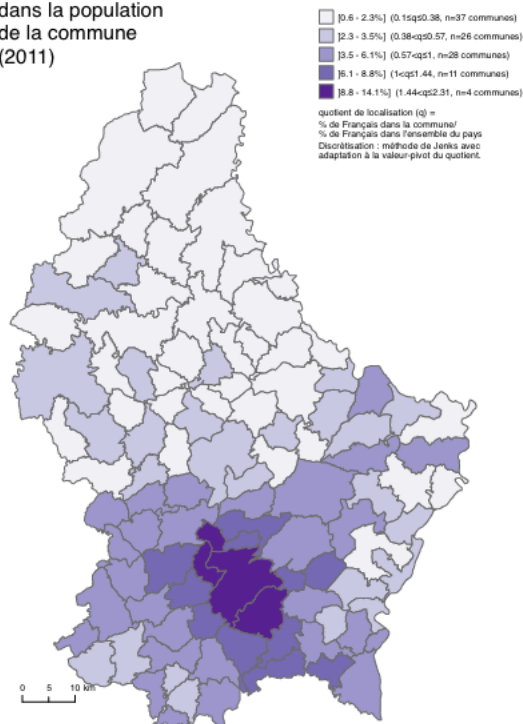 dans la population
de la commune
(2011)
]0.6 - 2.3%] (0.1≤q≤0.38, n=37 communes)
]2.3 - 3.5%] (0.38<q≤0.57, n=26 communes)
]3.5 - 6.1%] (0.57<q≤1, n=28 communes)
]6.1 - 8.8%] (1<q≤1.44, n=11 communes)
]8.8 - 14.1%] (1.44<q≤2.31, n=4 communes)
quotient de localisation (q) =
% de Français dans la commune/
% de Français dans l'ensemble du pays
Discrétisation : méthode de Jenks avec
adaptation à la valeur-pivot du quotient.
0 5 10 km